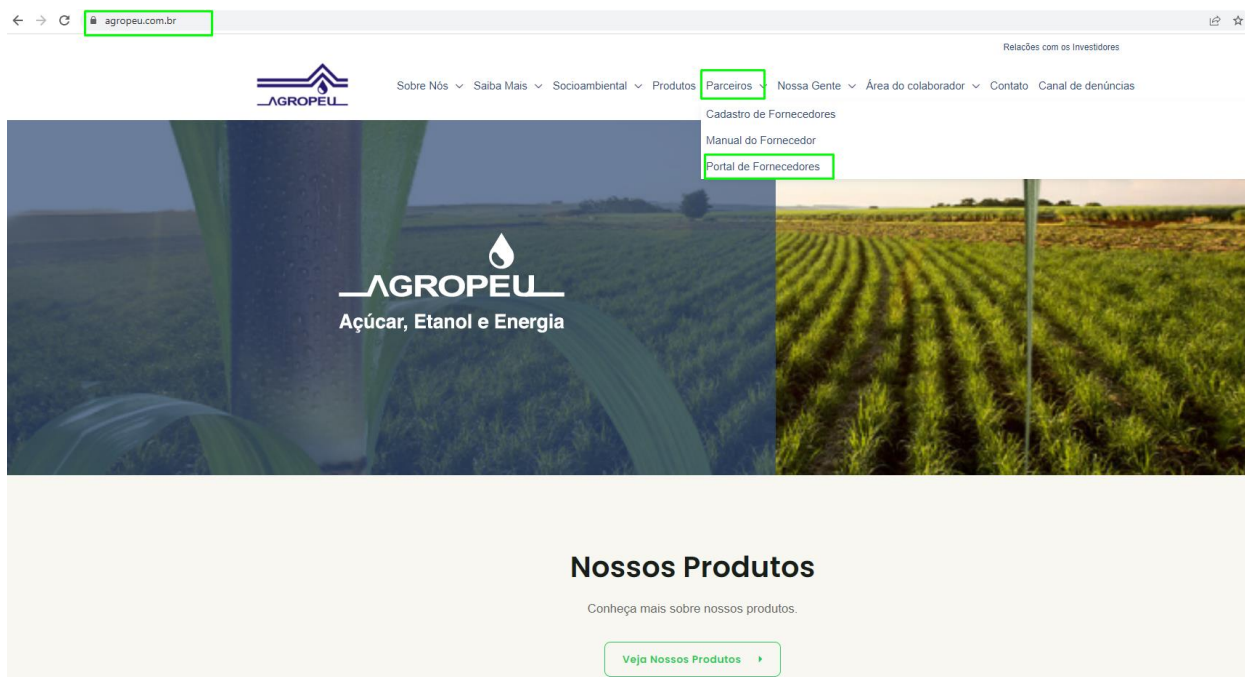 agropeu.com.br
Relações com os Investidores
AGROPEU
Sobre Nós Saiba Mais Socioambiental Produtos Parceiros Nossa Gente Área do colaborador Contato Canal de denúncias
Cadastro de Fornecedores
Manual do Fornecedor
Portal de Fornecedores
AGROPEU
Açúcar, Etanol e Energia
Nossos Produtos
Conheça mais sobre nossos produtos.
Veja Nossos Produtos